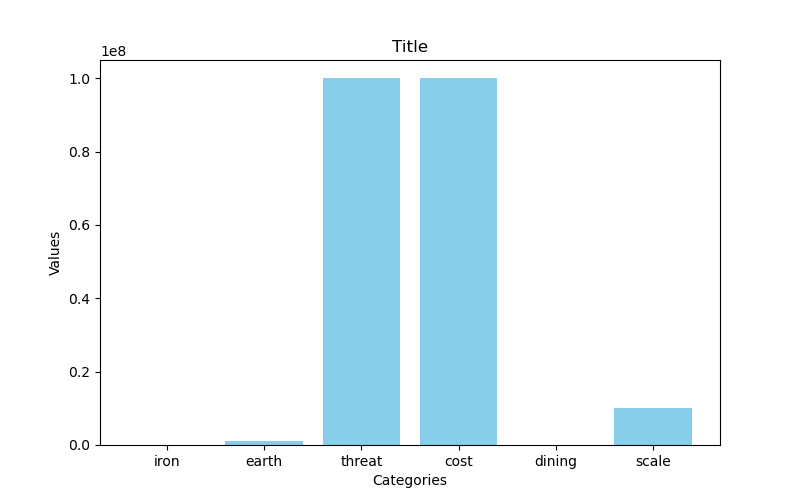 Title
1e8
1.0
0.8
0.6
0.4
0.2
0.0
Values
iron earth threat cost dining scale
Categories